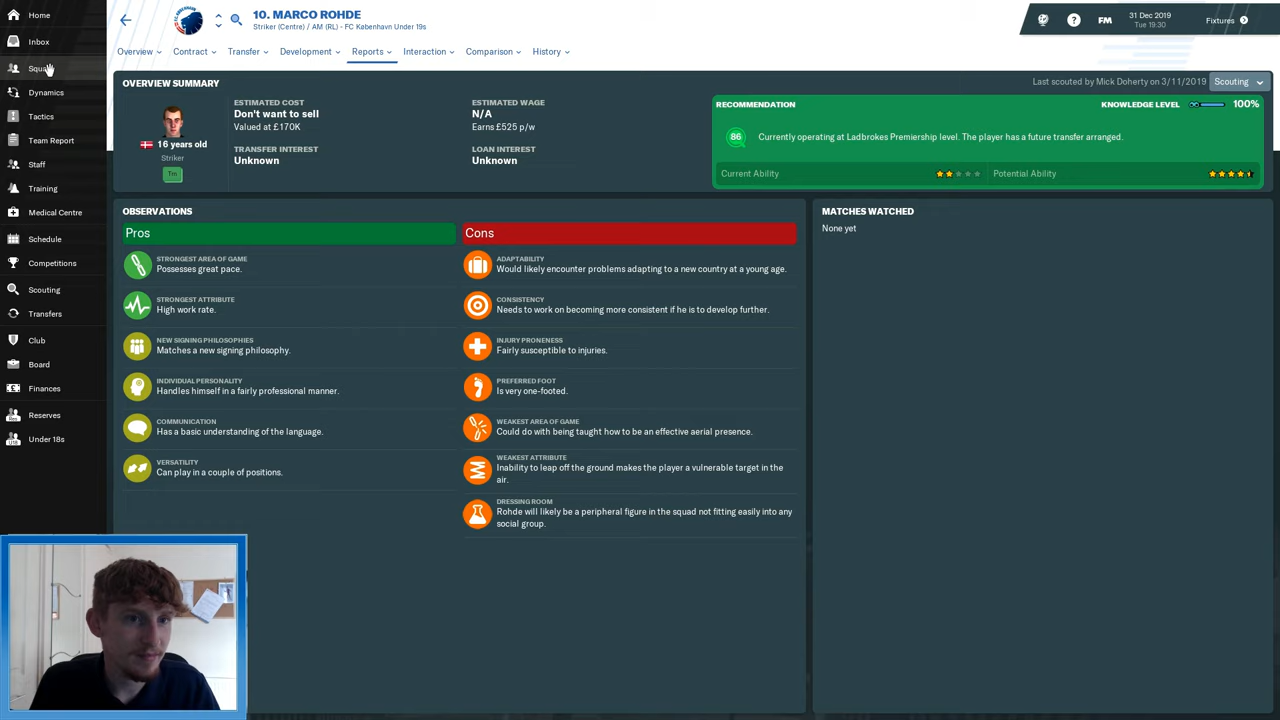 Home
Inbox
Squa
Dynamics
Tactics
Team Report
Staff
Training
Medical Centre
Schedule
Competitions
Scouting
Transfers
Club
Board
Finances
Reserves
Under 18s
10. MARCO ROHDE
Striker (Centre) / AM (RL) - FC København Under 19s
31 Dec 2019
Tue 19:30
FM
?
Fixtures
Overview
Contract
Transfer
Development
Reports
Interaction
Comparison
History
OVERVIEW SUMMARY
Last scouted by Mick Doherty on 3/11/2019
Scouting
16 years old
Striker
Trn
ESTIMATED COST
Don't want to sell
Valued at £170K
TRANSFER INTEREST
Unknown
ESTIMATED WAGE
N/A
Earns £525 p/w
LOAN INTEREST
Unknown
RECOMMENDATION
KNOWLEDGE LEVEL
100%
86
Currently operating at Ladbrokes Premiership level. The player has a future transfer arranged.
Current Ability
Potential Ability
OBSERVATIONS
Pros
STRONGEST AREA OF GAME
Possesses great pace.
STRONGEST ATTRIBUTE
High work rate.
NEW SIGNING PHILOSOPHIES
Matches a new signing philosophy.
INDIVIDUAL PERSONALITY
Handles himself in a fairly professional manner.
COMMUNICATION
Has a basic understanding of the language.
VERSATILITY
Can play in a couple of positions.
Cons
ADAPTABILITY
Would likely encounter problems adapting to a new country at a young age.
CONSISTENCY
Needs to work on becoming more consistent if he is to develop further.
INJURY PRONENESS
Fairly susceptible to injuries.
PREFERRED FOOT
Is very one-footed.
WEAKEST AREA OF GAME
Could do with being taught how to be an effective aerial presence.
WEAKEST ATTRIBUTE
Inability to leap off the ground makes the player a vulnerable target in the
air.
DRESSING ROOM
Rohde will likely be a peripheral figure in the squad not fitting easily into any
social group.
MATCHES WATCHED
None yet